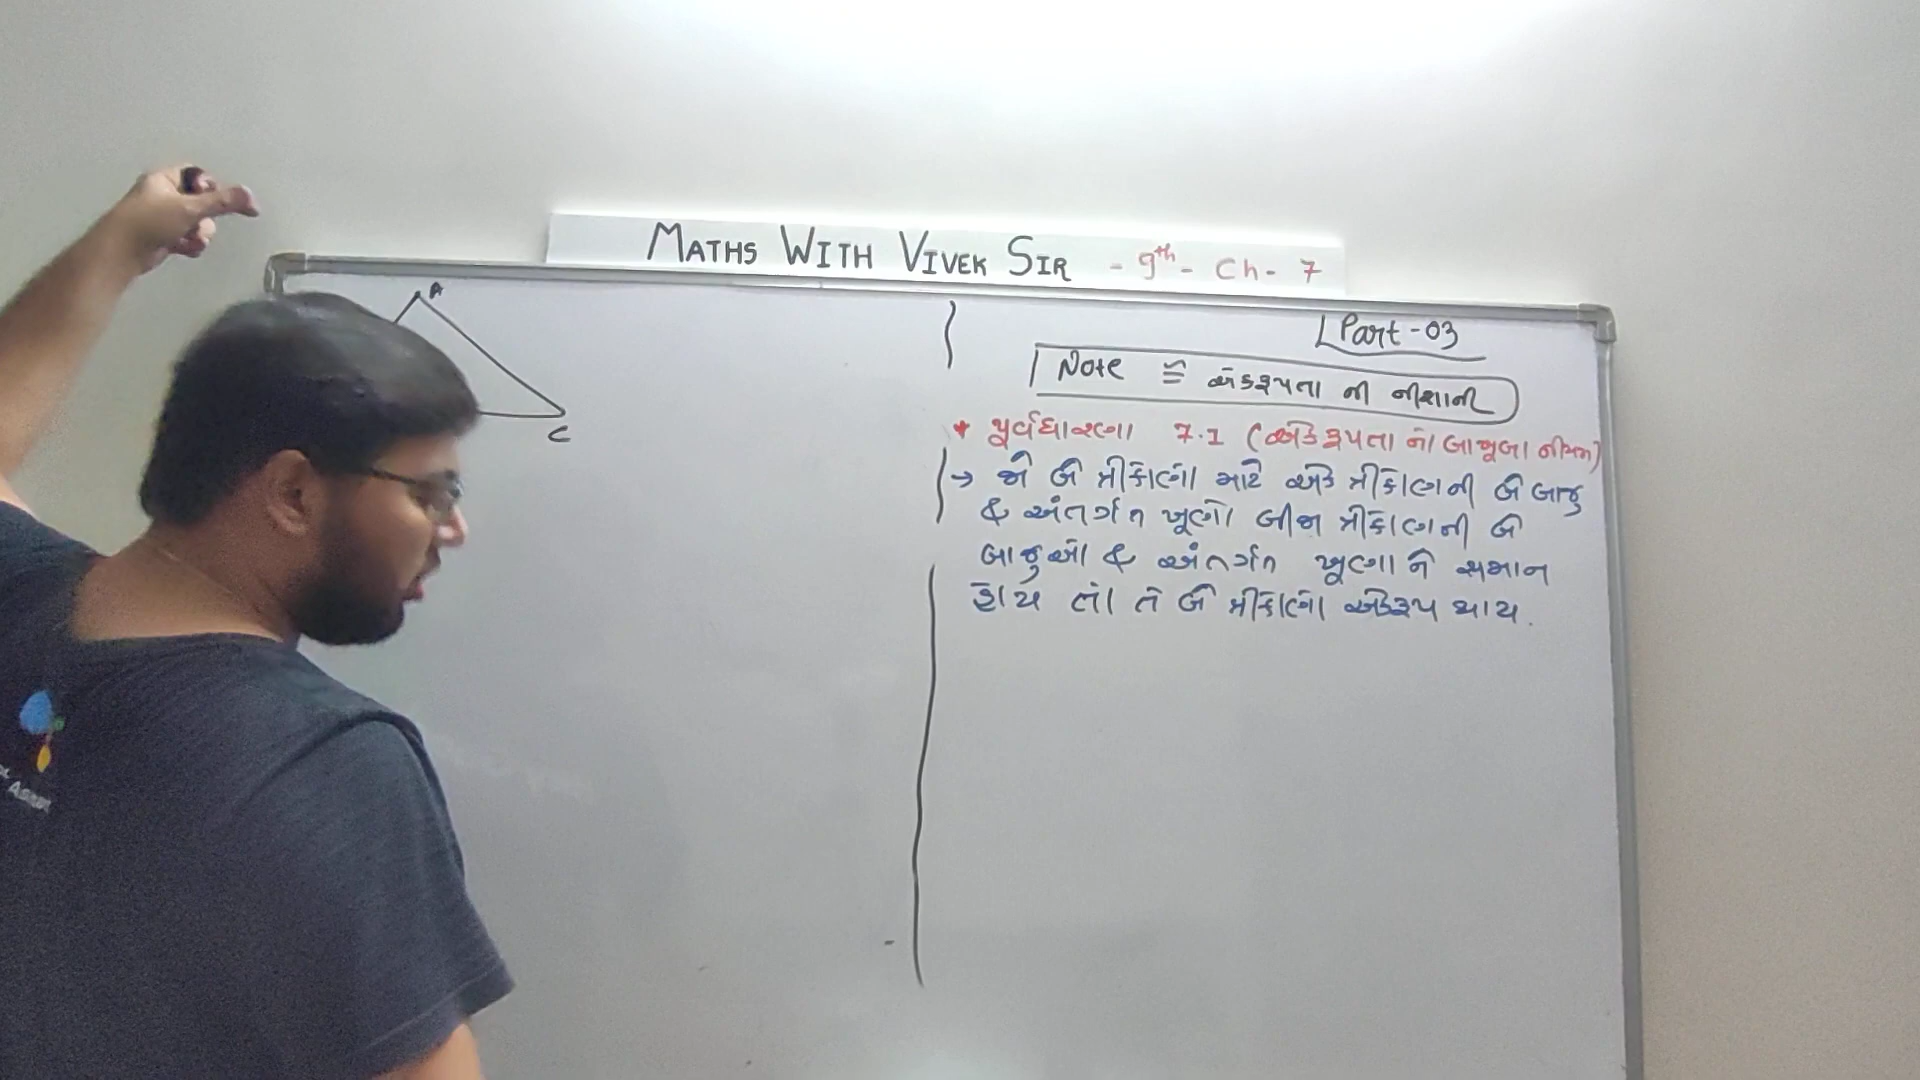 MATHS WITH VIVEK SIR - 9th - Ch - 7
A
C
Part - 03
Note ≅ એકરૂપતા ની નીશાની
* પૂર્વધારણા 7.1 (એકરૂપતા નો બાખૂબા નીયમ)
→ જો બે ત્રીકોણો માટે એક ત્રીકોણની બે બાજુ
& અંતર્ગત ખૂણો બીજા ત્રીકોણની બે
બાજુઓ & અંતર્ગત ખૂણા ને સમાન
હોય તો તે બે ત્રીકોણો એકરૂપ થાય.